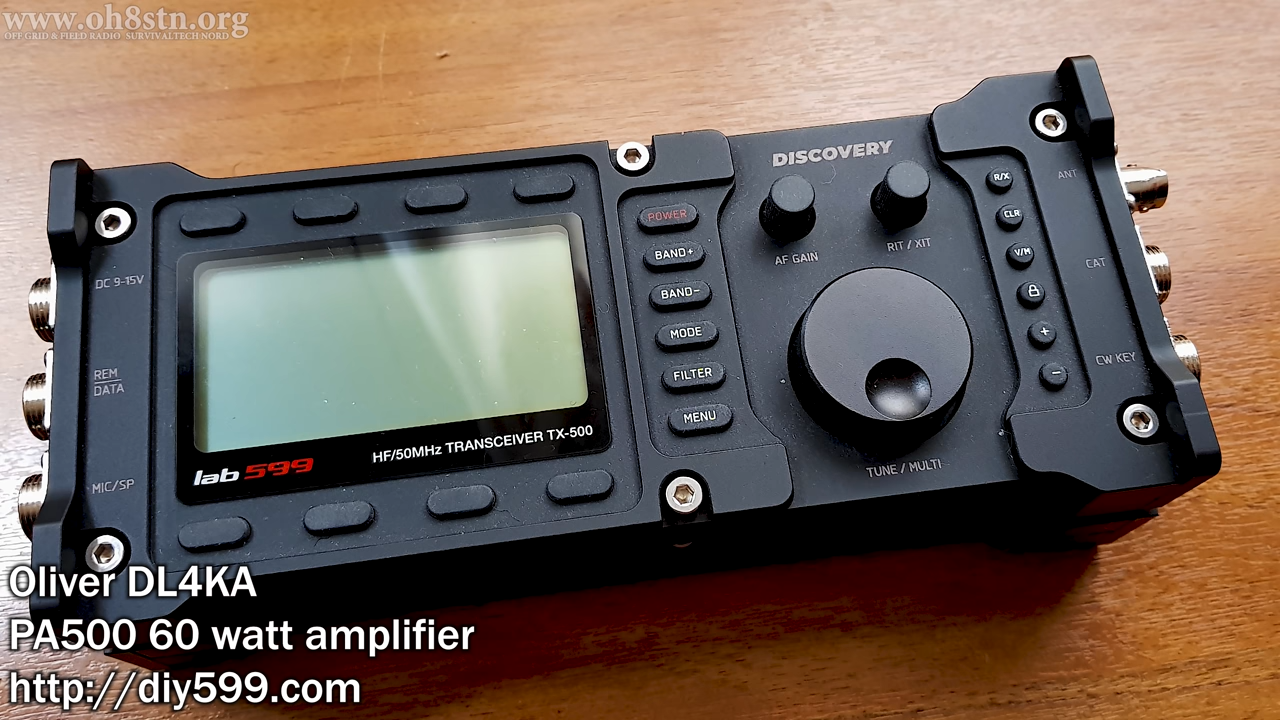 www.oh8stn.org
OFF GRID & FIELD RADIO SURVIVALTECH NORD
DISCOVERY
POWER
BAND+
BAND-
MODE
FILTER
MENU
AF GAIN
RIT / XIT
TUNE / MULTI
R/X
CLR
V/M
+
-
ANT
CAT
CW KEY
DC 9-15V
REM
DATA
MIC/SP
lab599
HF/50MHz TRANSCEIVER TX-500
Oliver DL4KA
PA500 60 watt amplifier
http://diy599.com